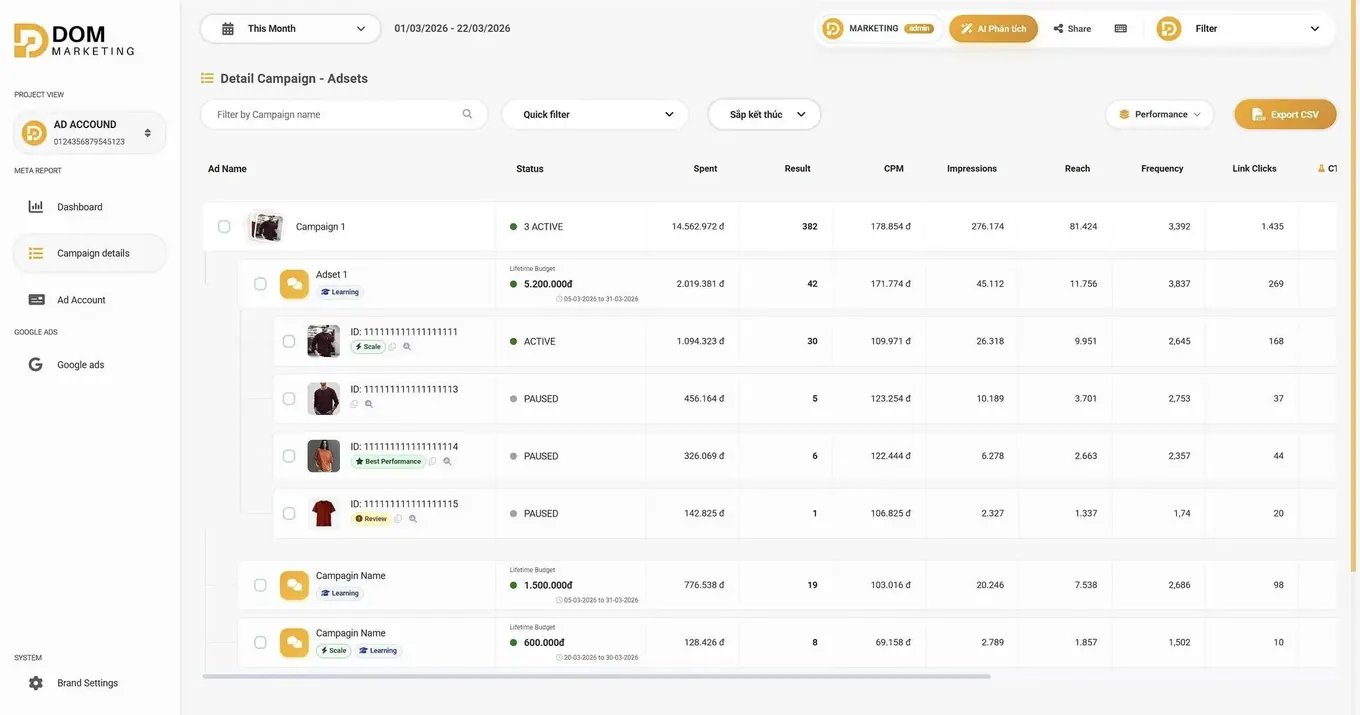 DOM
MARKETING
This Month
01/03/2026 - 22/03/2026
MARKETING admin
AI Phân tích
Share
Filter
PROJECT VIEW
AD ACCOUND
0124356879545123
META REPORT
Dashboard
Campaign details
Ad Account
GOOGLE ADS
Google ads
SYSTEM
Brand Settings
Detail Campaign - Adsets
Filter by Campaign name
Quick filter
Sắp kết thúc
Performance
Export CSV
Ad Name Status Spent Result CPM Impressions Reach Frequency Link Clicks CT
Campaign 1 3 ACTIVE 14.562.972 đ 382 178.854 đ 276.174 81.424 3,392 1.435
Adset 1
Learning
Lifetime Budget
5.200.000đ
05-03-2026 to 31-03-2026
2.019.381 đ 42 171.774 đ 45.112 11.756 3,837 269
ID: 111111111111111111
Scale
ACTIVE 1.094.323 đ 30 109.971 đ 26.318 9.951 2,645 168
ID: 111111111111111113
PAUSED 456.164 đ 5 123.254 đ 10.189 3.701 2,753 37
ID: 111111111111111114
Best Performance
PAUSED 326.069 đ 6 122.444 đ 6.278 2.663 2,357 44
ID: 111111111111111115
Review
PAUSED 142.825 đ 1 106.825 đ 2.327 1.337 1,74 20
Campagin Name
Learning
Lifetime Budget
1.500.000đ
05-03-2026 to 31-03-2026
776.538 đ 19 103.016 đ 20.246 7.538 2,686 98
Campagin Name
Scale Learning
Lifetime Budget
600.000đ
20-03-2026 to 30-03-2026
128.426 đ 8 69.158 đ 2.789 1.857 1,502 10